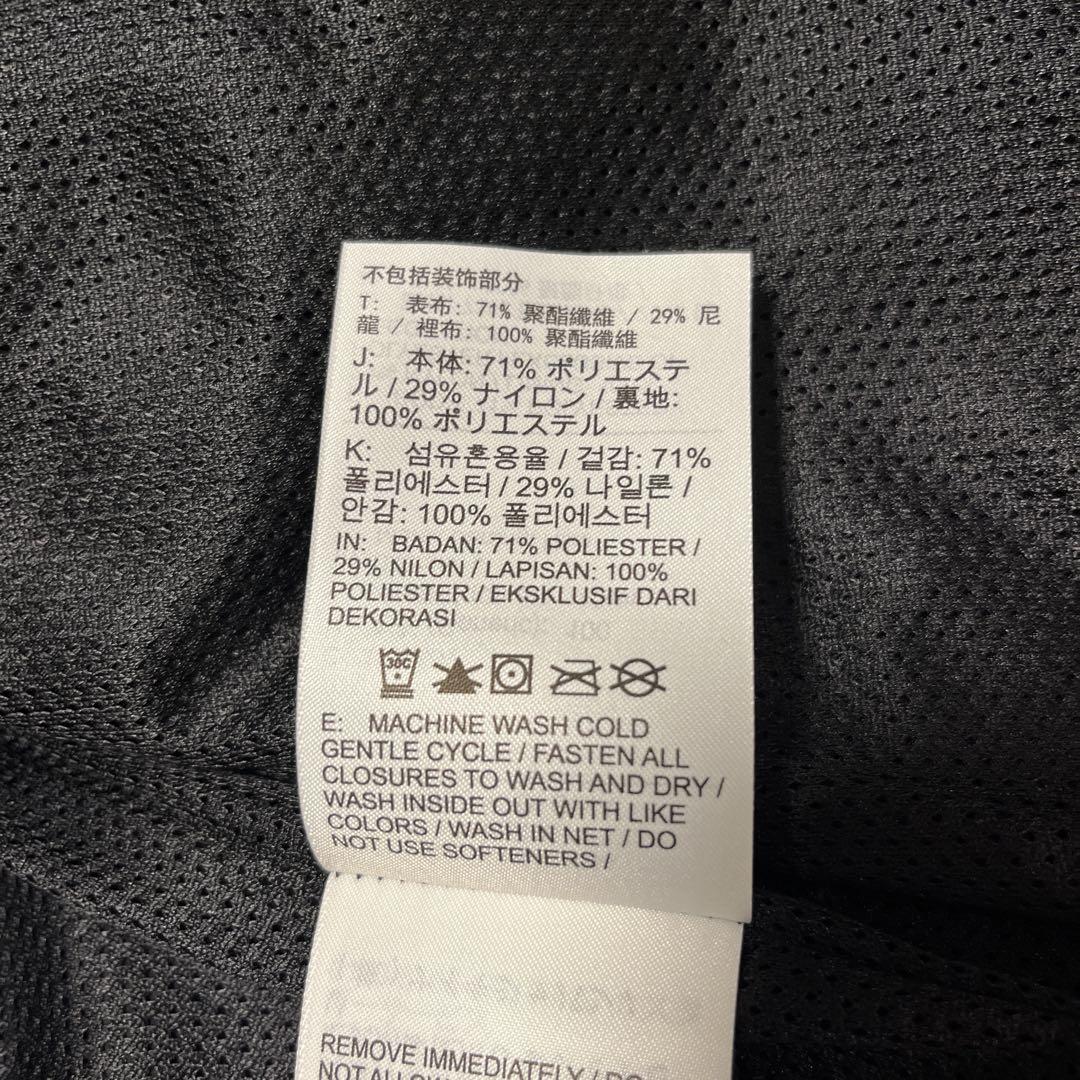 不包括装饰部分
T: 表布: 71% 聚酯纖維 / 29% 尼
龍 / 裡布: 100% 聚酯纖維
J: 本体: 71% ポリエステ
ル / 29% ナイロン / 裏地:
100% ポリエステル
K: 섬유혼용율 / 겉감: 71%
폴리에스터 / 29% 나일론 /
안감: 100% 폴리에스터
IN: BADAN: 71% POLIESTER /
29% NILON / LAPISAN: 100%
POLIESTER / EKSKLUSIF DARI
DEKORASI
30C
E: MACHINE WASH COLD
GENTLE CYCLE / FASTEN ALL
CLOSURES TO WASH AND DRY /
WASH INSIDE OUT WITH LIKE
COLORS / WASH IN NET / DO
NOT USE SOFTENERS /
REMOVE IMMEDIATELY / DO
NOT